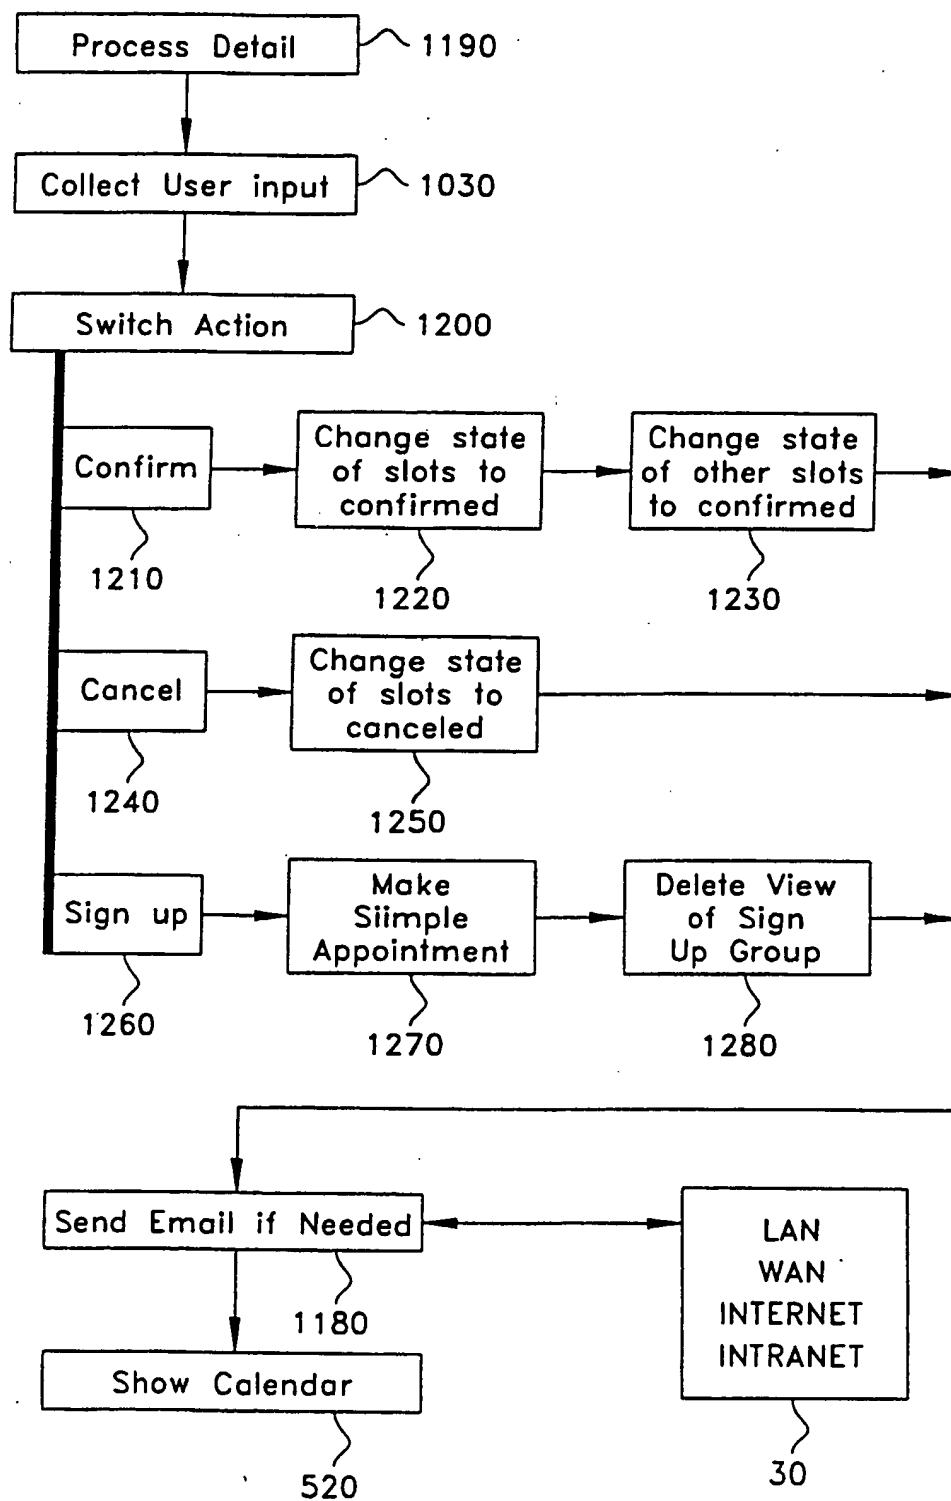 Process Detail
1190
Collect User input
1030
Switch Action
1200
Confirm
1210
Change state
of slots to
confirmed
1220
Change state
of other slots
to confirmed
1230
Cancel
1240
Change state
of slots to
canceled
1250
Sign up
1260
Make
Siimple
Appointment
1270
Delete View
of Sign
Up Group
1280
Send Email if Needed
1180
LAN
WAN
INTERNET
INTRANET
30
Show Calendar
520